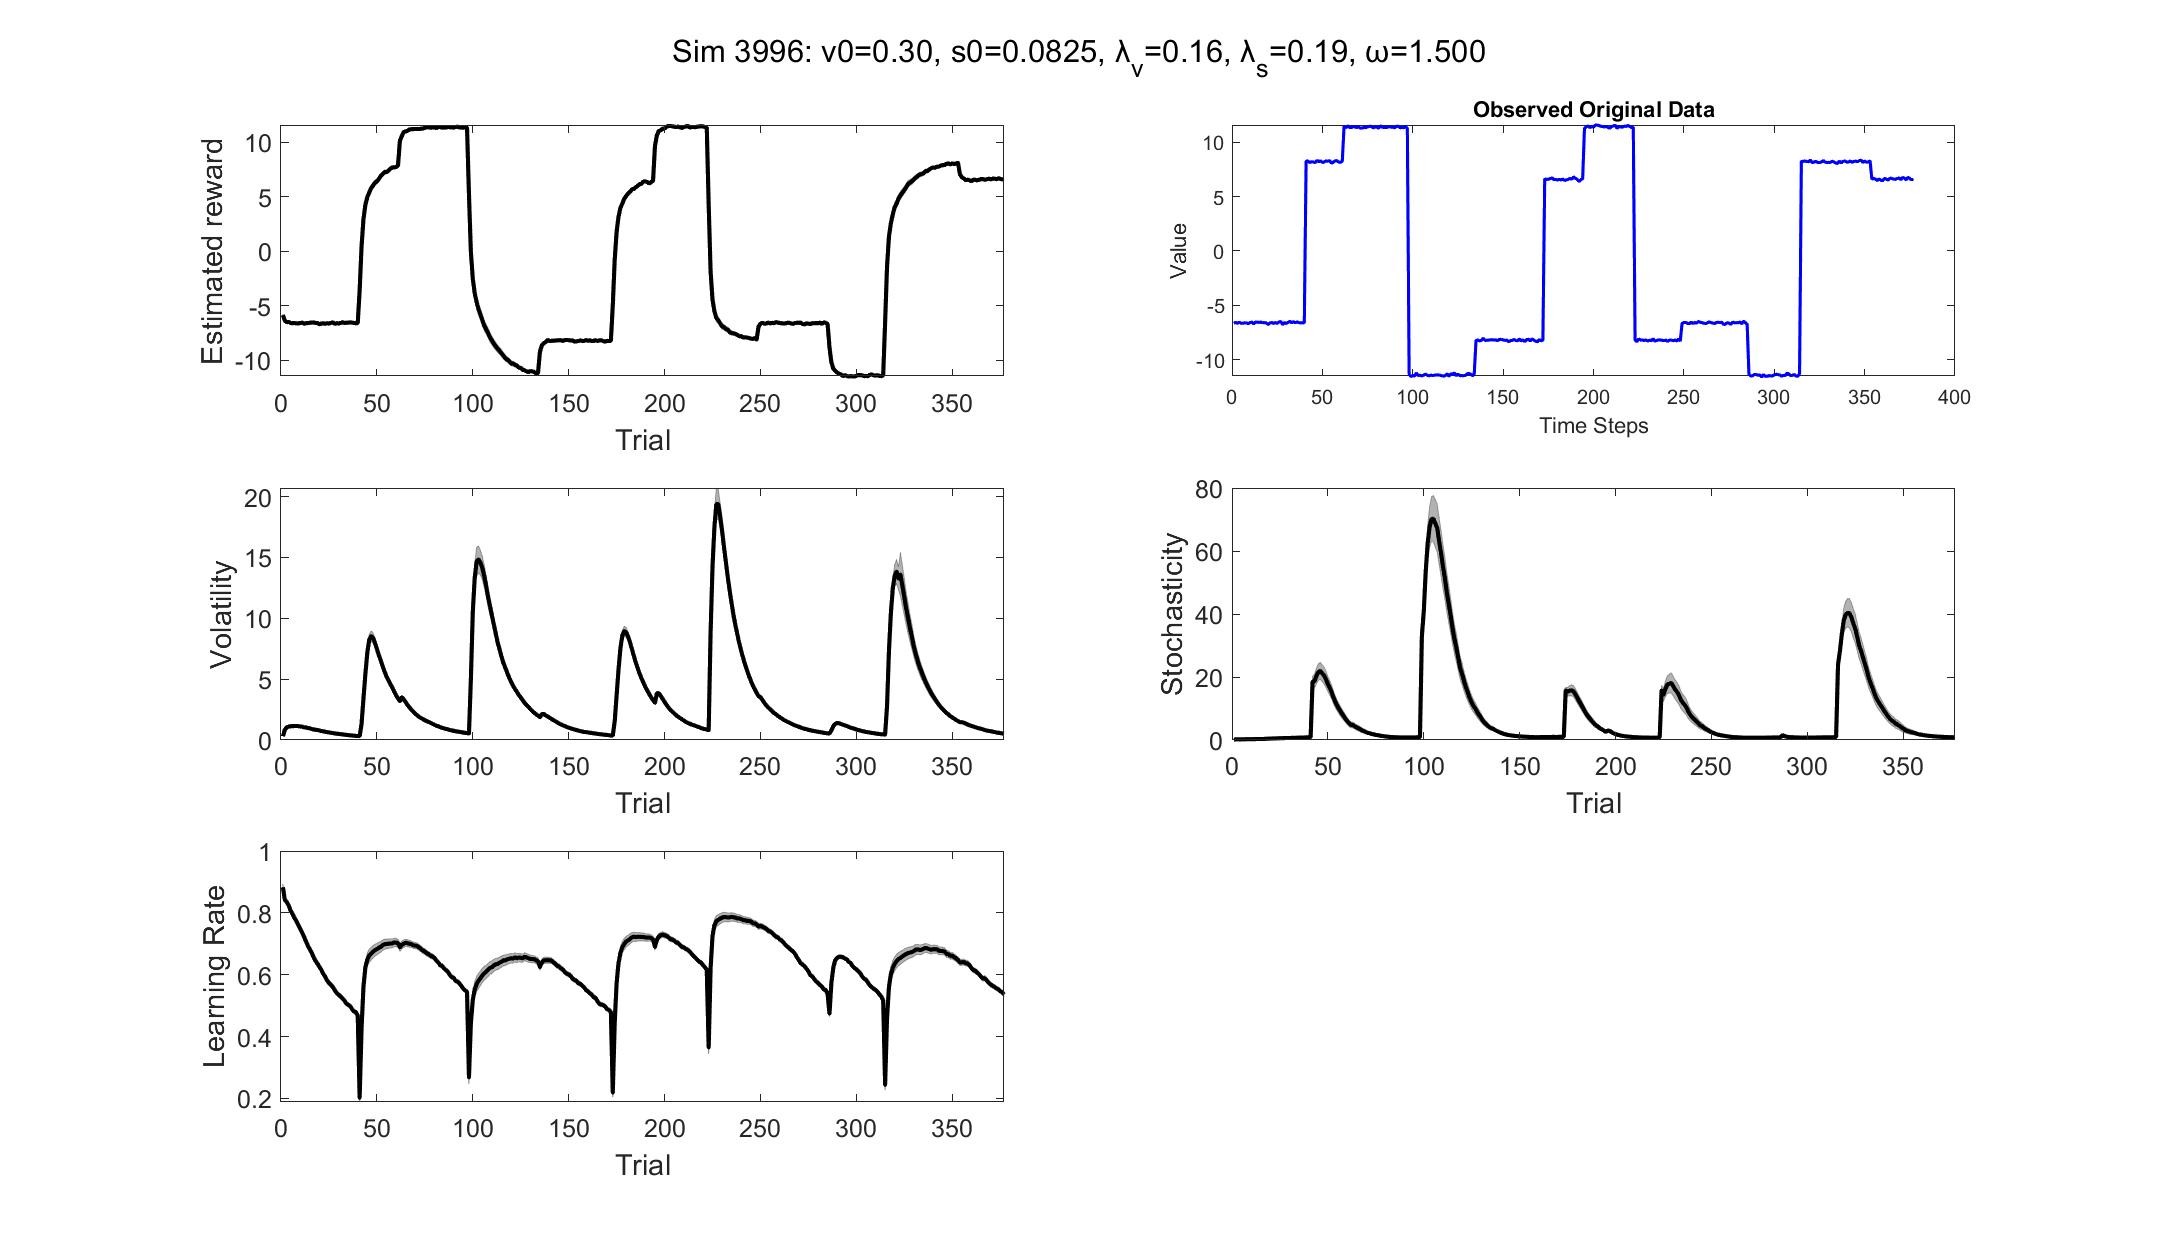 Sim 3996: v0=0.30, s0=0.0825, λv=0.16, λs=0.19, ω=1.500
Estimated reward
10
5
0
-5
-10
0 50 100 150 200 250 300 350
Trial
Observed Original Data
Value
10
5
0
-5
-10
0 50 100 150 200 250 300 350 400
Time Steps
Volatility
20
15
10
5
0
0 50 100 150 200 250 300 350
Trial
Stochasticity
80
60
40
20
0
0 50 100 150 200 250 300 350
Trial
Learning Rate
1
0.8
0.6
0.4
0.2
0 50 100 150 200 250 300 350
Trial